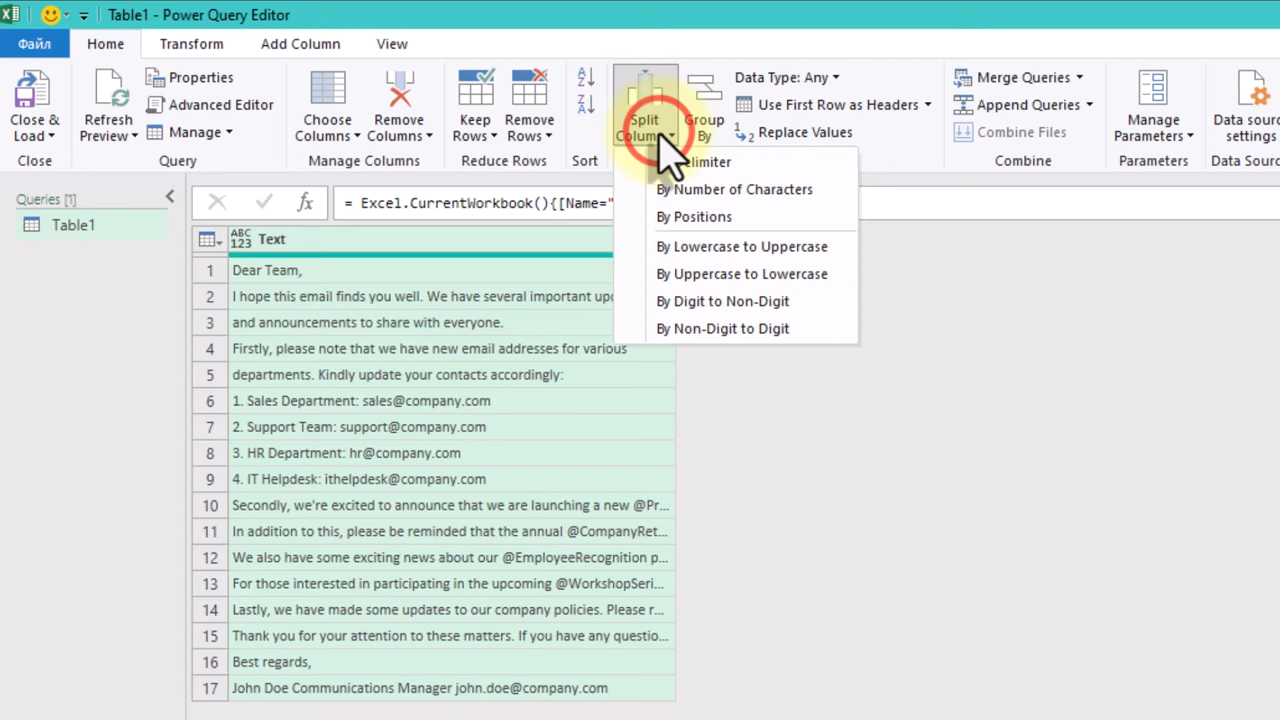 Table1 - Power Query Editor
Файл Home Transform Add Column View
Close & Load
Refresh Preview
Properties
Advanced Editor
Manage
Choose Columns
Remove Columns
Keep Rows
Remove Rows
Split
Group By
Data Type: Any
Use First Row as Headers
Replace Values
Merge Queries
Append Queries
Combine Files
Manage Parameters
Data source settings
Close Query Manage Columns Reduce Rows Sort Combine Parameters Data Source
By Number of Characters
By Positions
By Lowercase to Uppercase
By Uppercase to Lowercase
By Digit to Non-Digit
By Non-Digit to Digit
Queries [1]
Table1
fx = Excel.CurrentWorkbook(){[Name="
ABC 123 Text
1 Dear Team,
2 I hope this email finds you well. We have several important
3 and announcements to share with everyone.
4 Firstly, please note that we have new email addresses for various
5 departments. Kindly update your contacts accordingly:
6 1. Sales Department: sales@company.com
7 2. Support Team: support@company.com
8 3. HR Department: hr@company.com
9 4. IT Helpdesk: ithelpdesk@company.com
10 Secondly, we're excited to announce that we are launching a new @Pr...
11 In addition to this, please be reminded that the annual @CompanyRet...
12 We also have some exciting news about our @EmployeeRecognition p...
13 For those interested in participating in the upcoming @WorkshopSeri...
14 Lastly, we have made some updates to our company policies. Please r...
15 Thank you for your attention to these matters. If you have any questio...
16 Best regards,
17 John Doe Communications Manager john.doe@company.com